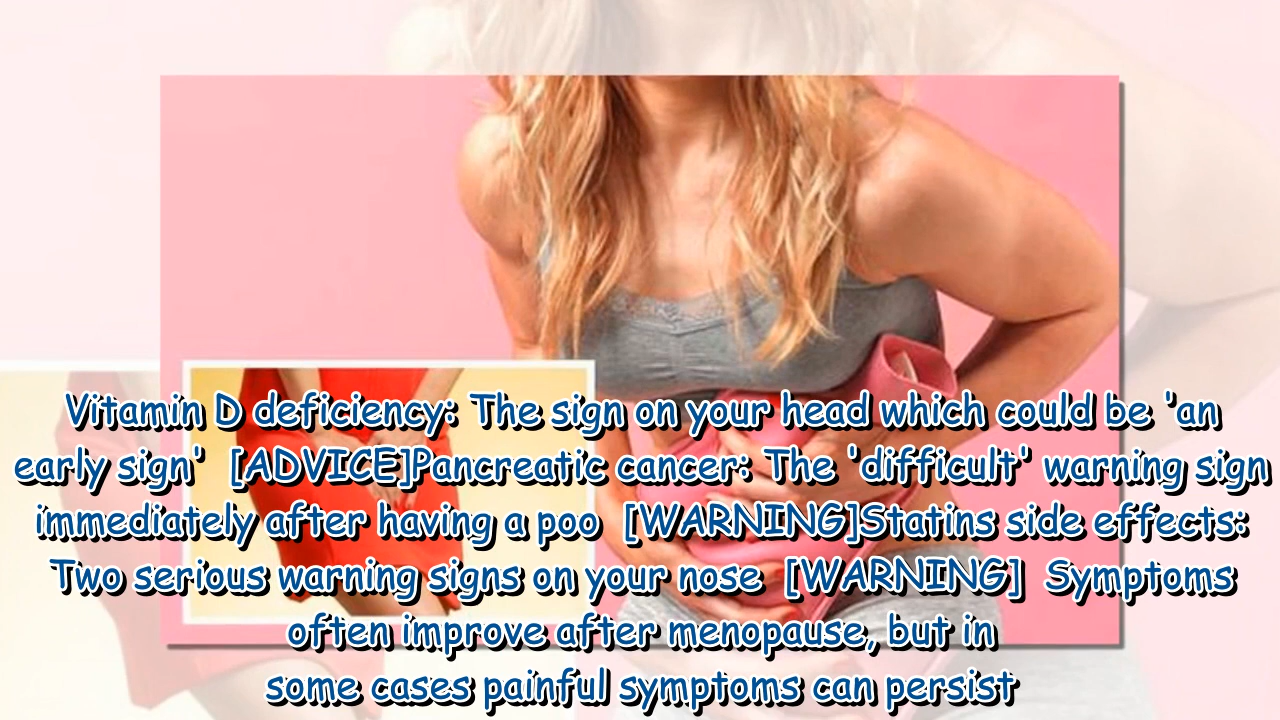 Vitamin D deficiency: The sign on your head which could be 'an
early sign'  [ADVICE]Pancreatic cancer: The 'difficult' warning sign
immediately after having a poo  [WARNING]Statins side effects:
Two serious warning signs on your nose  [WARNING]  Symptoms
often improve after menopause, but in
some cases painful symptoms can persist